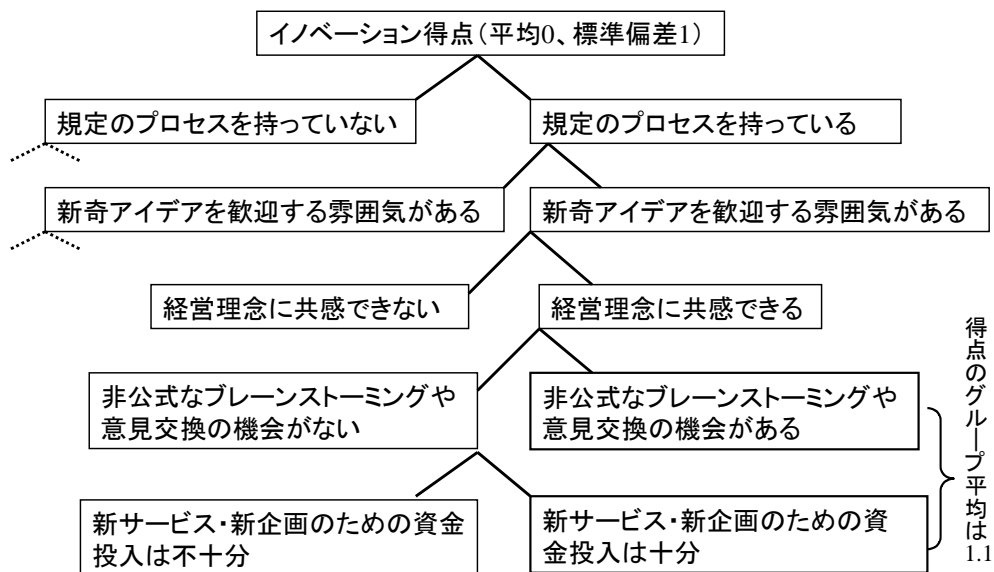 イノベーション得点(平均0、標準偏差1)
規定のプロセスを持っていない
規定のプロセスを持っている
新奇アイデアを歓迎する雰囲気がある
新奇アイデアを歓迎する雰囲気がある
経営理念に共感できない
経営理念に共感できる
非公式なブレーンストーミングや
意見交換の機会がない
非公式なブレーンストーミングや
意見交換の機会がある
新サービス・新企画のための資金
投入は不十分
新サービス・新企画のための資
金投入は十分
得点のグループ平均は1.1